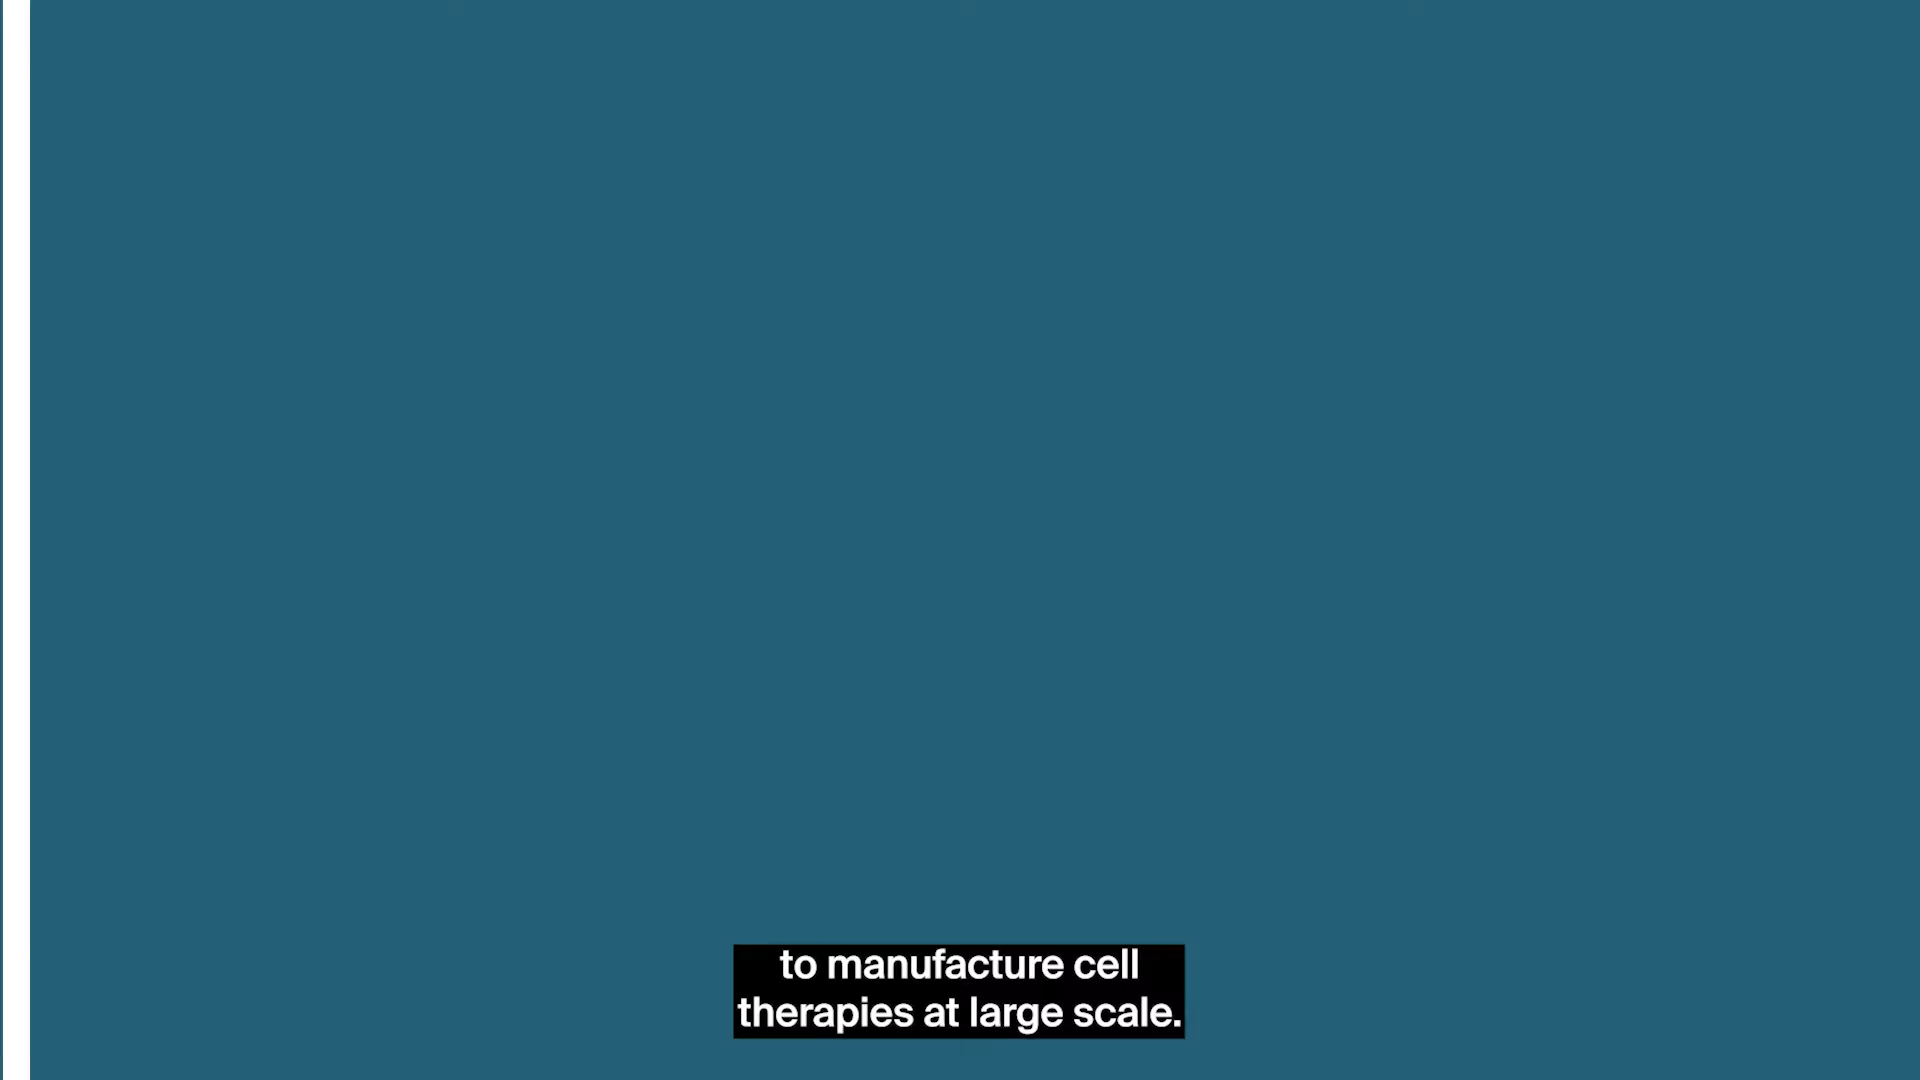 to manufacture cell
therapies at large scale.